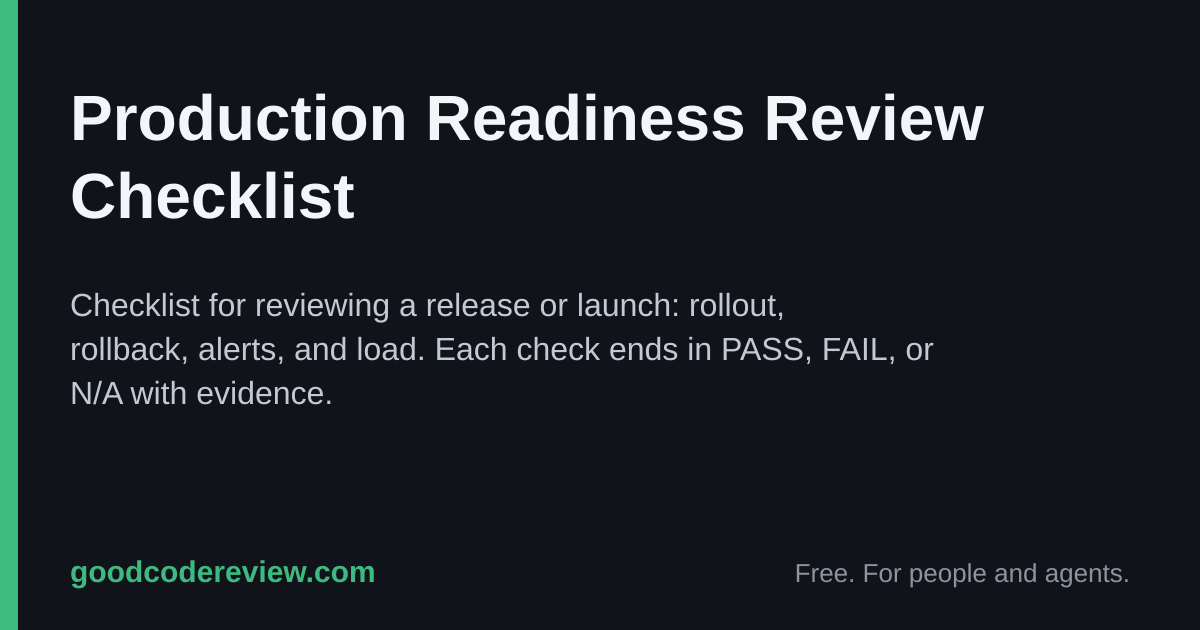 Production Readiness Review
Checklist
Checklist for reviewing a release or launch: rollout,
rollback, alerts, and load. Each check ends in PASS, FAIL, or
N/A with evidence.
goodcodereview.com
Free. For people and agents.